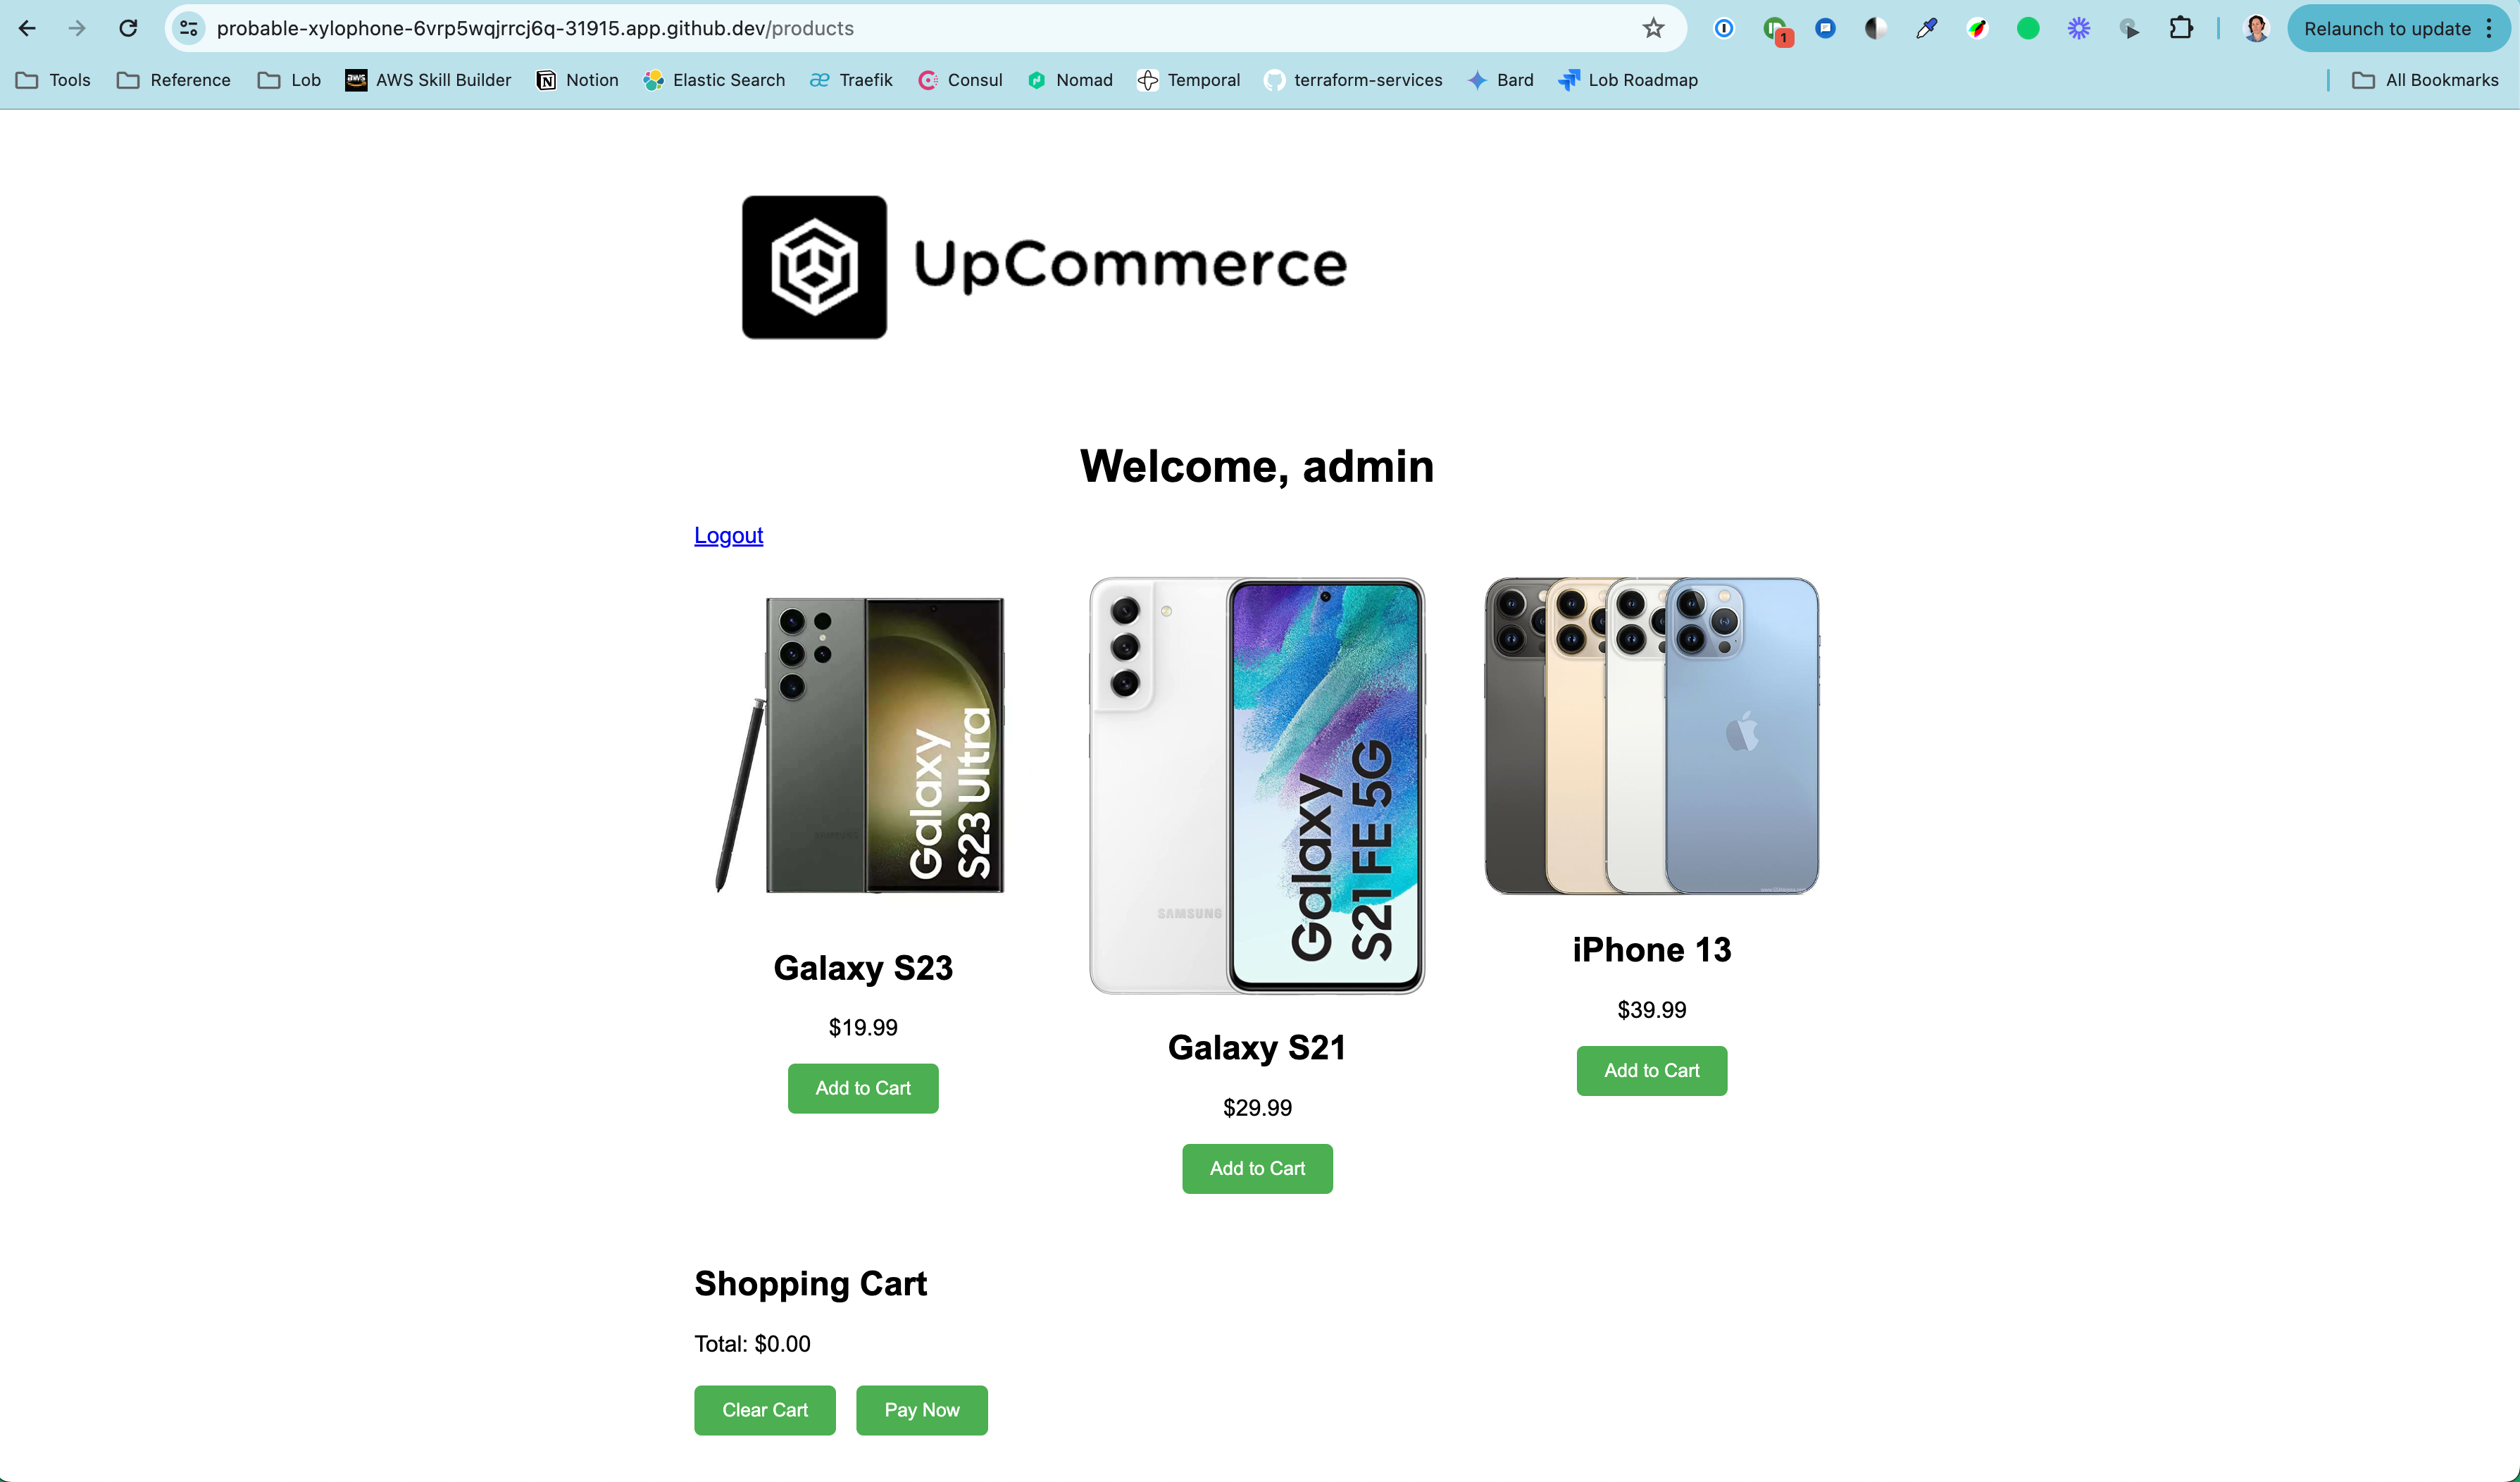 probable-xylophone-6vrp5wqjrrcj6q-31915.app.github.dev/products
1
Relaunch to update
Tools
Reference
Lob
aws
AWS Skill Builder
Notion
Elastic Search
Traefik
Consul
Nomad
Temporal
terraform-services
Bard
Lob Roadmap
All Bookmarks
UpCommerce
Welcome, admin
Logout
Galaxy
S23 Ultra
SAMSUNG
Galaxy
S21 FE 5G
Galaxy S23
$19.99
Add to Cart
Galaxy S21
$29.99
Add to Cart
iPhone 13
$39.99
Add to Cart
Shopping Cart
Total: $0.00
Clear Cart
Pay Now